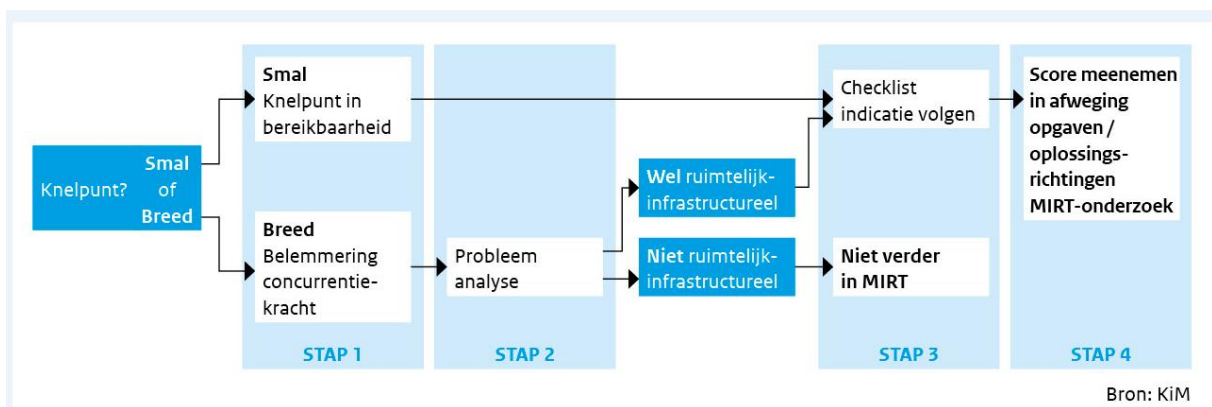 Knelpunt?
Smal
of
Breed
Smal
Knelpunt in
bereikbaarheid
Breed
Belemmering
concurrentie-
kracht
STAP 1
Probleem
analyse
STAP 2
Wel ruimtelijk-
infrastructureel
Niet ruimtelijk-
infrastructureel
Checklist
indicatie volgen
Niet verder
in MIRT
STAP 3
Score meenemen
in afweging
opgaven /
oplossings-
richtingen
MIRT-onderzoek
STAP 4
Bron: KiM